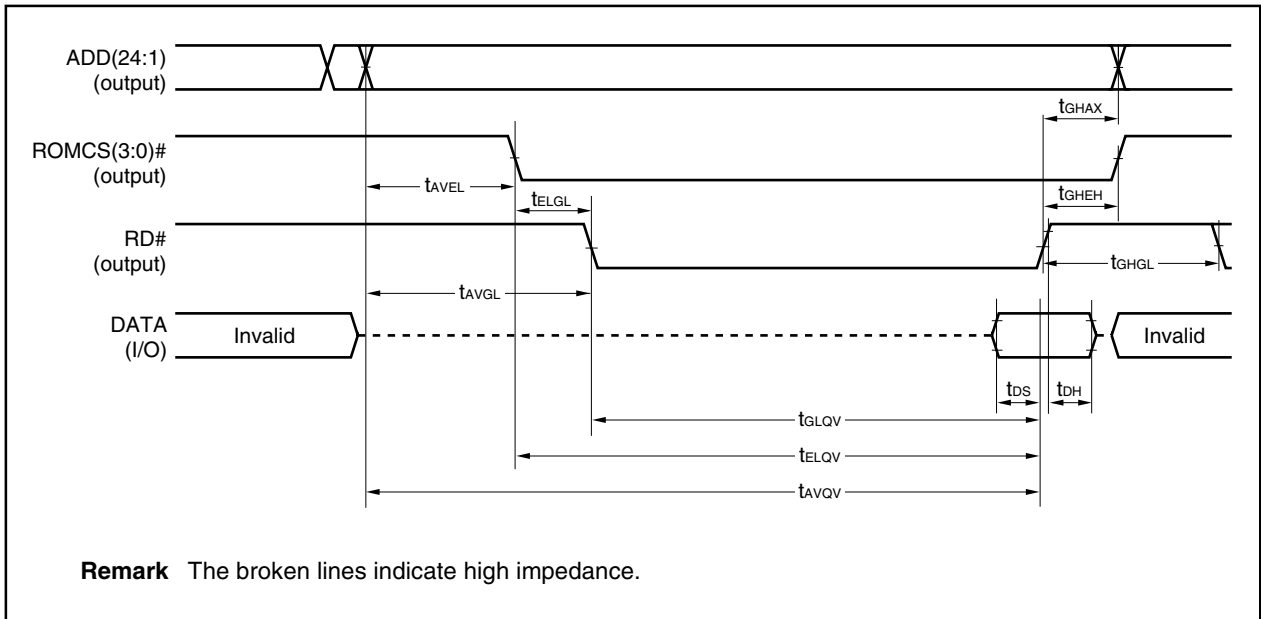 ADD(24:1)
(output)
tGHAX
ROMCS(3:0)#
(output)
tAVEL
tELGL
tGHEH
RD#
(output)
tGHGL
tAVGL
DATA
(I/O)
Invalid
Invalid
tDS
tDH
tGLQV
tELQV
tAVQV
Remark The broken lines indicate high impedance.